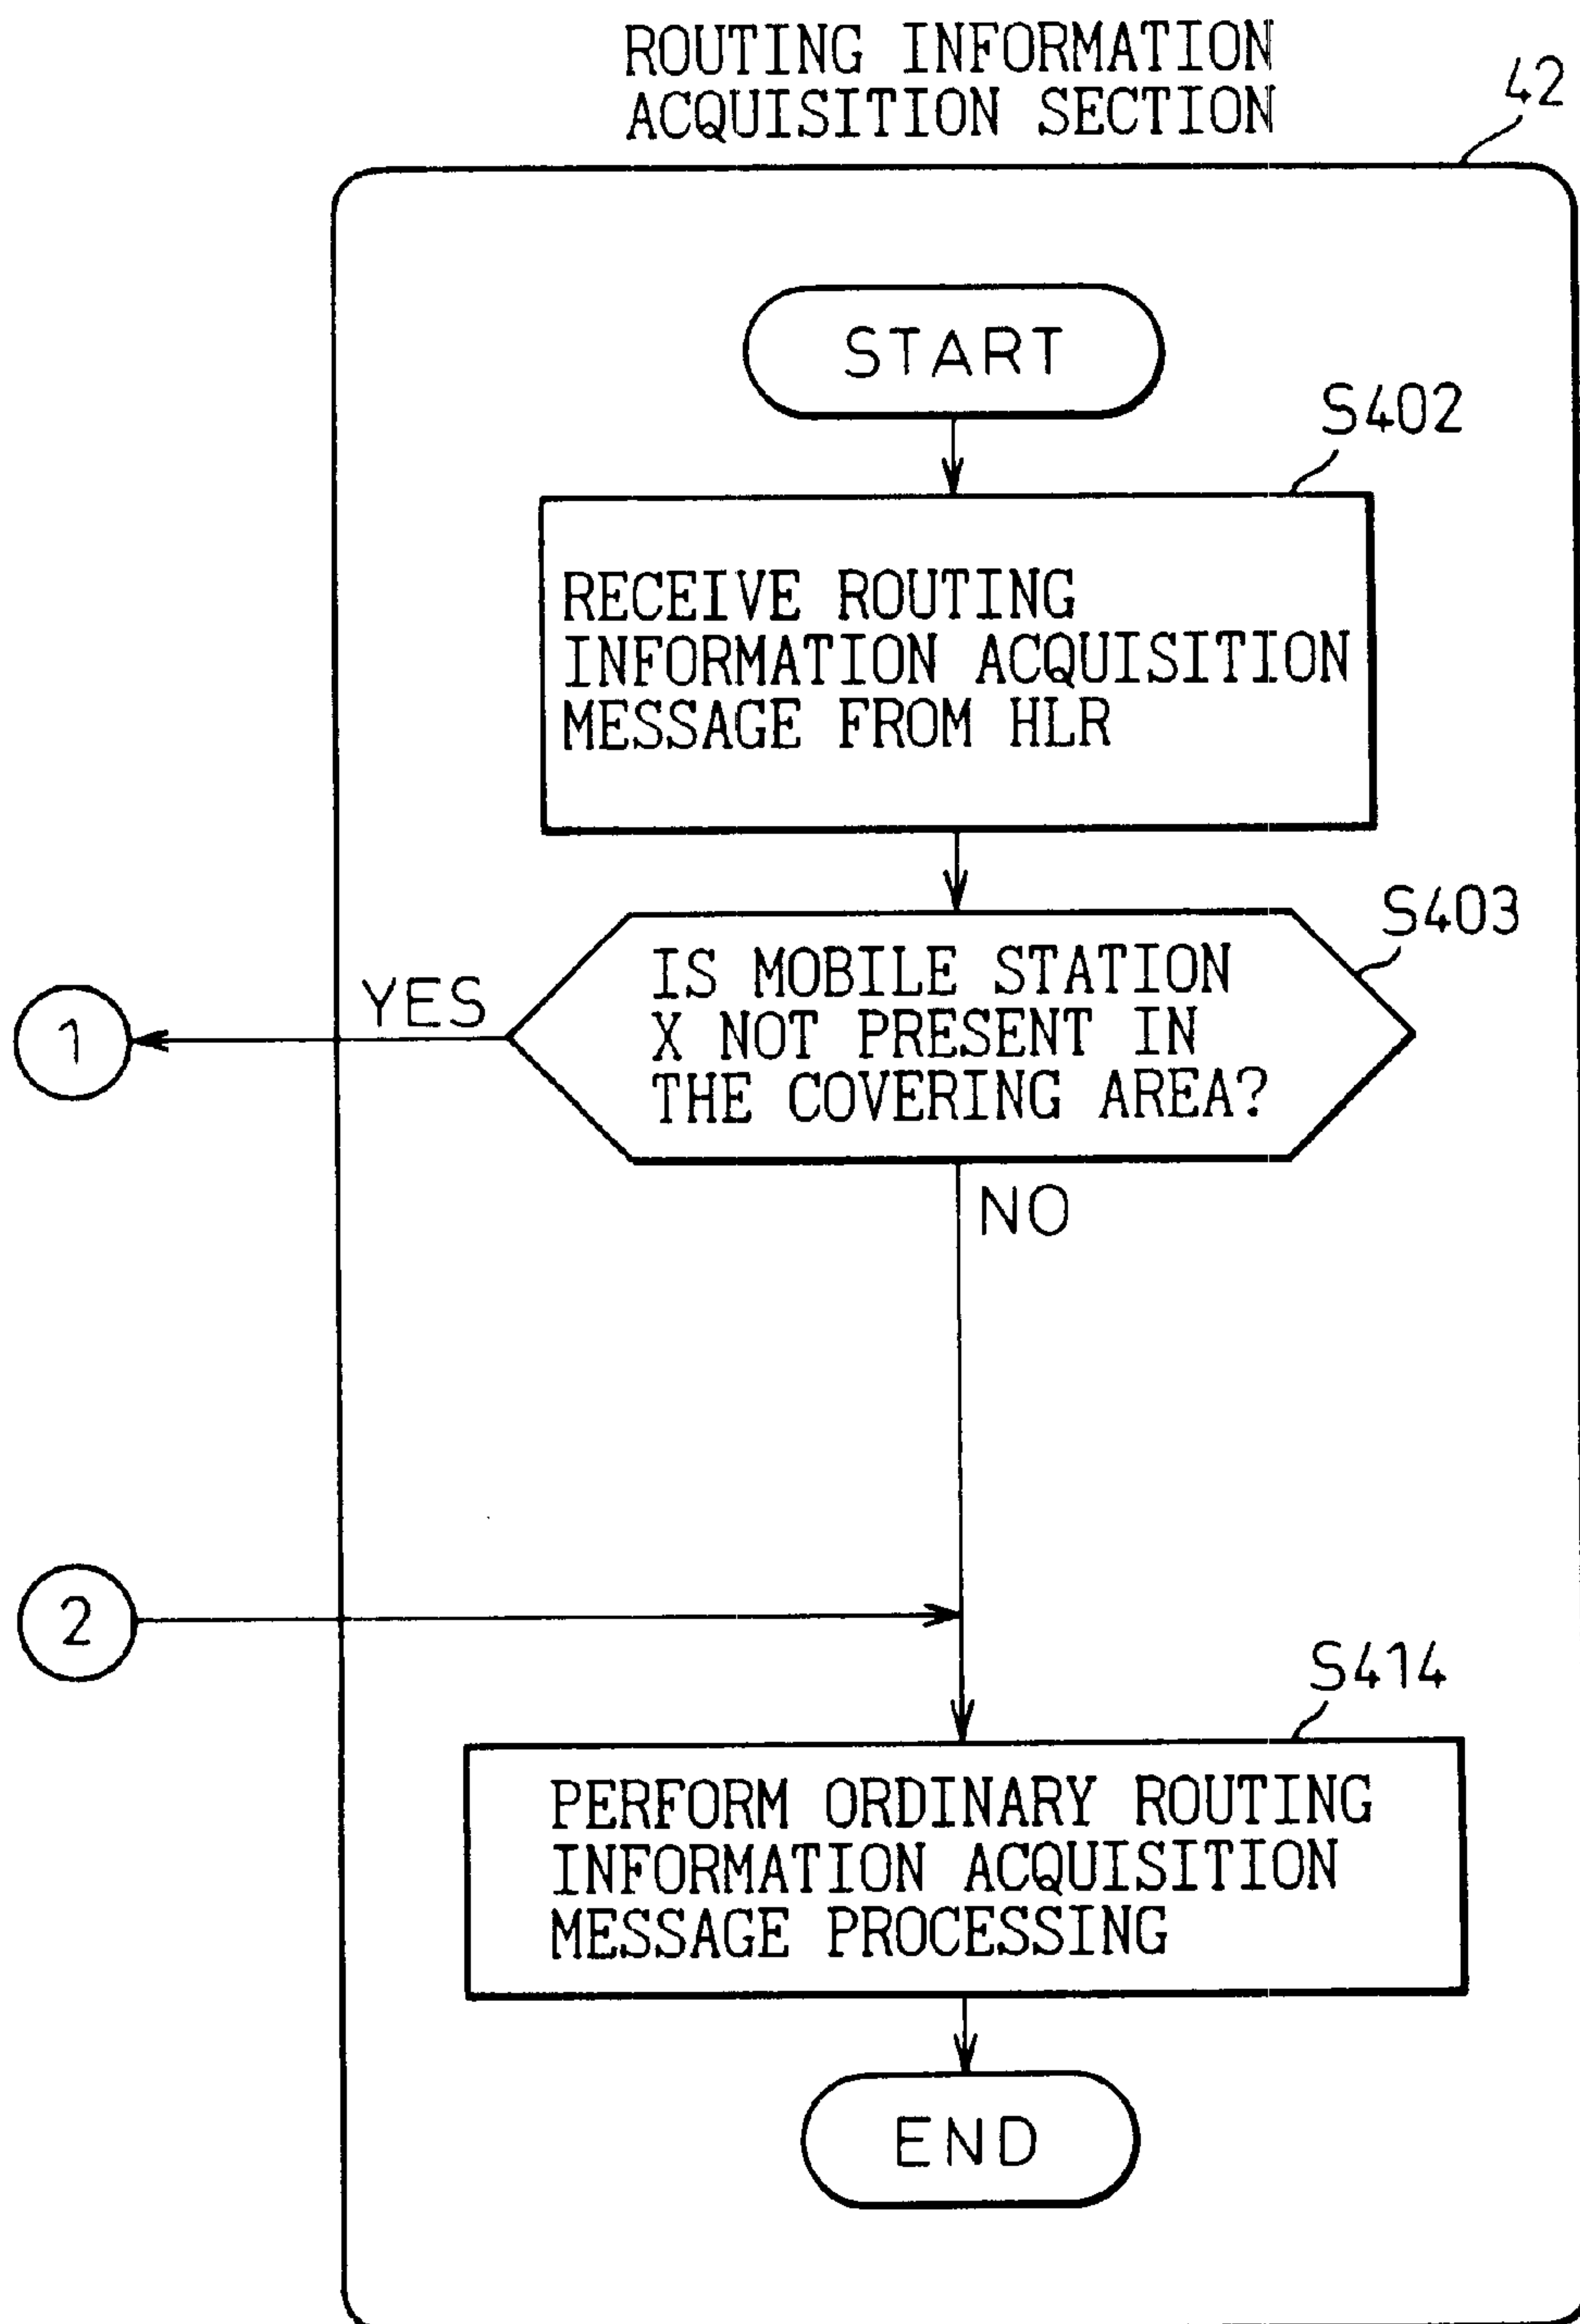 ROUTING INFORMATION
ACQUISITION SECTION
42
START
S402
RECEIVE ROUTING
INFORMATION ACQUISITION
MESSAGE FROM HLR
S403
IS MOBILE STATION
X NOT PRESENT IN
THE COVERING AREA?
YES
1
NO
2
S414
PERFORM ORDINARY ROUTING
INFORMATION ACQUISITION
MESSAGE PROCESSING
END